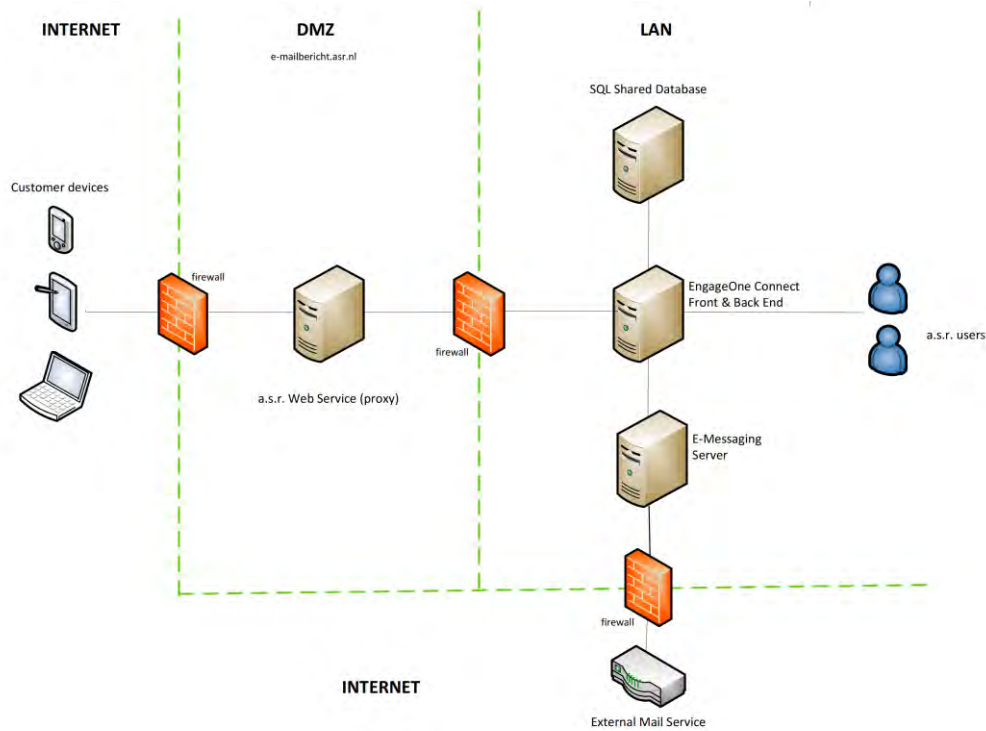 INTERNET
DMZ
LAN
e-mailbericht.asr.nl
SQL Shared Database
Customer devices
firewall
EngageOne Connect
Front & Back End
a.s.r. users
firewall
a.s.r. Web Service (proxy)
E-Messaging
Server
firewall
INTERNET
External Mail Service